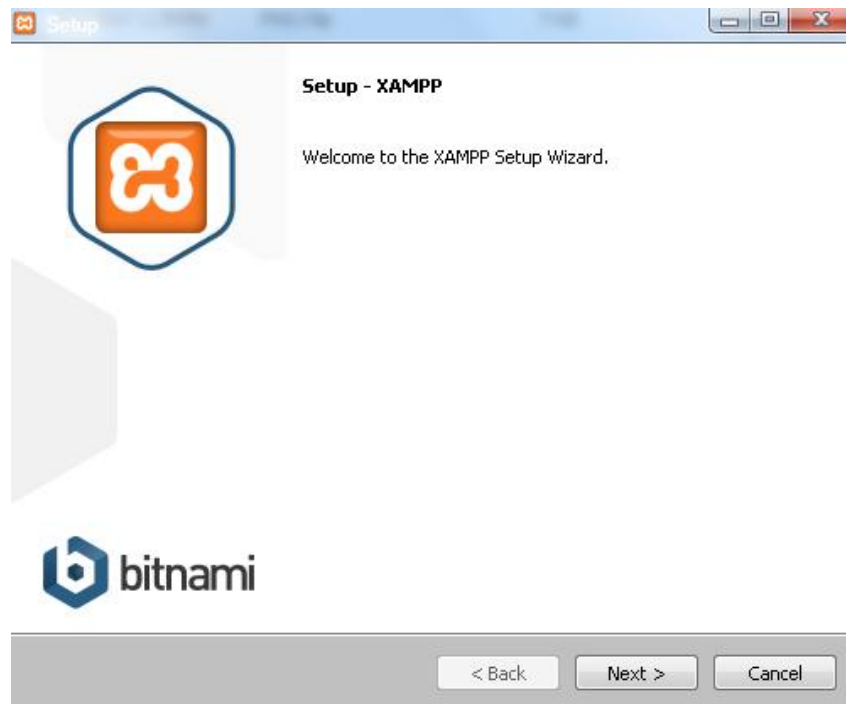 Setup
Setup - XAMPP
Welcome to the XAMPP Setup Wizard.
bitnami
< Back
Next >
Cancel